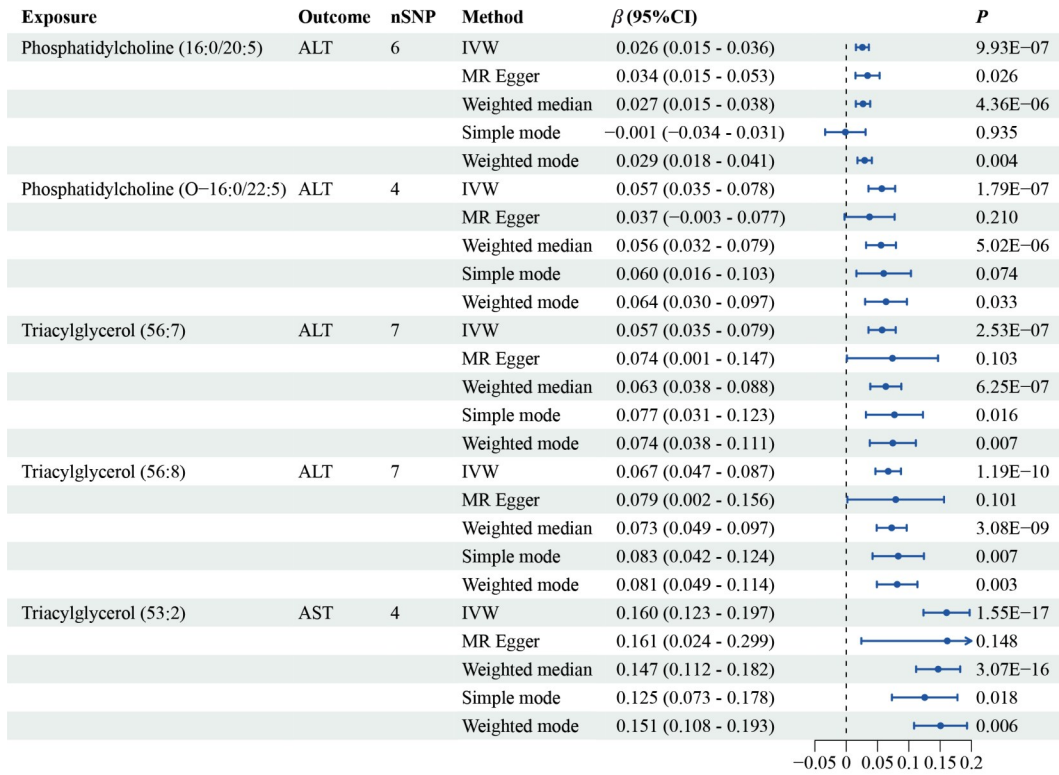 Exposure Outcome nSNP Method β (95%CI) P
Phosphatidylcholine (16:0/20:5) ALT 6 IVW 0.026 (0.015 - 0.036) 9.93E−07
MR Egger 0.034 (0.015 - 0.053) 0.026
Weighted median 0.027 (0.015 - 0.038) 4.36E−06
Simple mode −0.001 (−0.034 - 0.031) 0.935
Weighted mode 0.029 (0.018 - 0.041) 0.004
Phosphatidylcholine (O−16:0/22:5) ALT 4 IVW 0.057 (0.035 - 0.078) 1.79E−07
MR Egger 0.037 (−0.003 - 0.077) 0.210
Weighted median 0.056 (0.032 - 0.079) 5.02E−06
Simple mode 0.060 (0.016 - 0.103) 0.074
Weighted mode 0.064 (0.030 - 0.097) 0.033
Triacylglycerol (56:7) ALT 7 IVW 0.057 (0.035 - 0.079) 2.53E−07
MR Egger 0.074 (0.001 - 0.147) 0.103
Weighted median 0.063 (0.038 - 0.088) 6.25E−07
Simple mode 0.077 (0.031 - 0.123) 0.016
Weighted mode 0.074 (0.038 - 0.111) 0.007
Triacylglycerol (56:8) ALT 7 IVW 0.067 (0.047 - 0.087) 1.19E−10
MR Egger 0.079 (0.002 - 0.156) 0.101
Weighted median 0.073 (0.049 - 0.097) 3.08E−09
Simple mode 0.083 (0.042 - 0.124) 0.007
Weighted mode 0.081 (0.049 - 0.114) 0.003
Triacylglycerol (53:2) AST 4 IVW 0.160 (0.123 - 0.197) 1.55E−17
MR Egger 0.161 (0.024 - 0.299) 0.148
Weighted median 0.147 (0.112 - 0.182) 3.07E−16
Simple mode 0.125 (0.073 - 0.178) 0.018
Weighted mode 0.151 (0.108 - 0.193) 0.006
−0.05 0 0.05 0.1 0.15 0.2